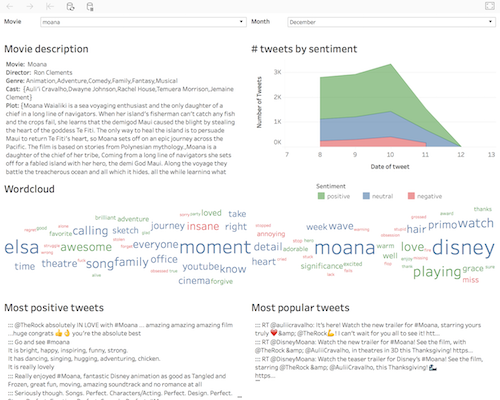 Movie moana Month December
Movie description
Movie: Moana
Director: Ron Clements
Genre: Animation,Adventure,Comedy,Family,Fantasy,Musical
Cast: {Auli'i Cravalho,Dwayne Johnson,Rachel House,Temuera Morrison,Jemaine
Clement}
Plot: {Moana Waialiki is a sea voyaging enthusiast and the only daughter of a
chief in a long line of navigators. When her island's fisherman can't catch any fish
and the crops fail, she learns that the demigod Maui caused the blight by stealing
the heart of the goddess Te Fiti. The only way to heal the island is to persuade
Maui to return Te Fiti's heart, so Moana sets off on an epic journey across the
Pacific. The film is based on stories from Polynesian mythology.,Moana is a
daughter of the chief of her tribe, Coming from a long line of navigators she sets
off for a fabled island with her hero, the demi God Maui. Along the voyage they
battle the treacherous ocean and all which it hides, all the while learning what
# tweets by sentiment
Number of Tweets
3K
2K
1K
0K
7 8 9 10 11 12 13
Date of tweet
Sentiment
positive neutral negative
Wordcloud
brilliant adventure
sorry
loved take
calling sketch journey insane right
favorite
elsa awesome everyone moment
theatre song family office
time youtube know
cinema forgive
week wave hair primo watch
annoying
detail moana love disney
adorable
heart significance playing grace
well
excited
miss
thanks
Most positive tweets
::: @TheRock absolutely IN love with #Moana ... amazing amazing amazing film
...huge congrats 👍👌 you're the absolute best
::: Go and see #moana
It is bright, happy, inspiring, funny, strong.
It has dancing, singing, hugging, adventuring, chicken.
It is really lovely
::: Really enjoyed #Moana, fantastic Disney animation as good as Tangled and
Frozen, great fun, moving, amazing soundtrack and no romance at all
::: Seriously though. Songs. Perfect. Characters/Acting. Perfect. Design. Perfect.
Most popular tweets
::: RT @auliicravalho: It's here! Watch the new trailer for #Moana, starring yours
truly ❤️ &amp; @TheRock! I can't wait for you all to see it! htt...
::: RT @DisneyMoana: Watch the new trailer for #Moana! See the film, with
@TheRock &amp; @AuliiCravalho, in theatres in 3D this Thanksgiving! https...
::: RT @DisneyMoana: Watch the teaser trailer for Disney's #Moana! See the film,
starring @TheRock &amp; @AuliiCravalho, this Thanksgiving!
https...